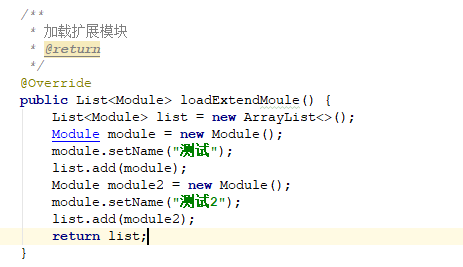 /**
* 加载扩展模块
* @return
*/
@Override
public List<Module> loadExtendMoule() {
List<Module> list = new ArrayList<>();
Module module = new Module();
module.setName("测试");
list.add(module);
Module module2 = new Module();
module.setName("测试2");
list.add(module2);
return list;
}